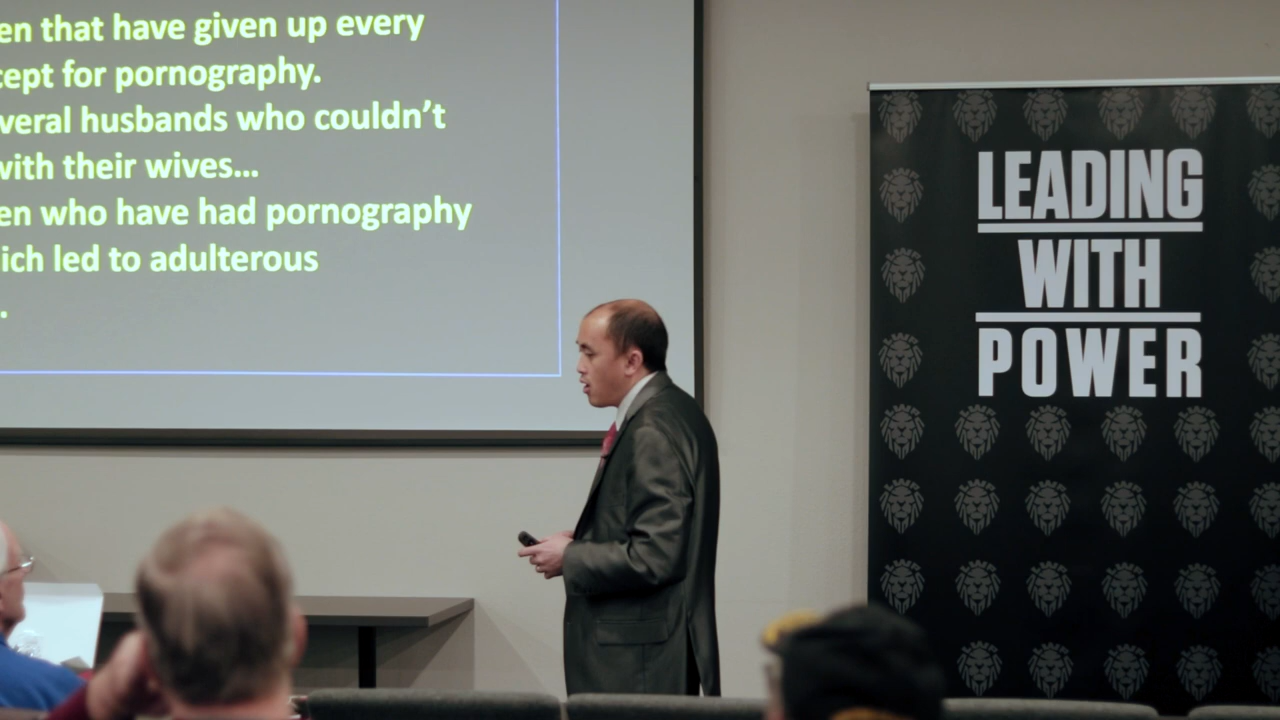 en that have given up every
cept for pornography.
veral husbands who couldn't
with their wives...
en who have had pornography
ich led to adulterous
.
LEADING
WITH
POWER